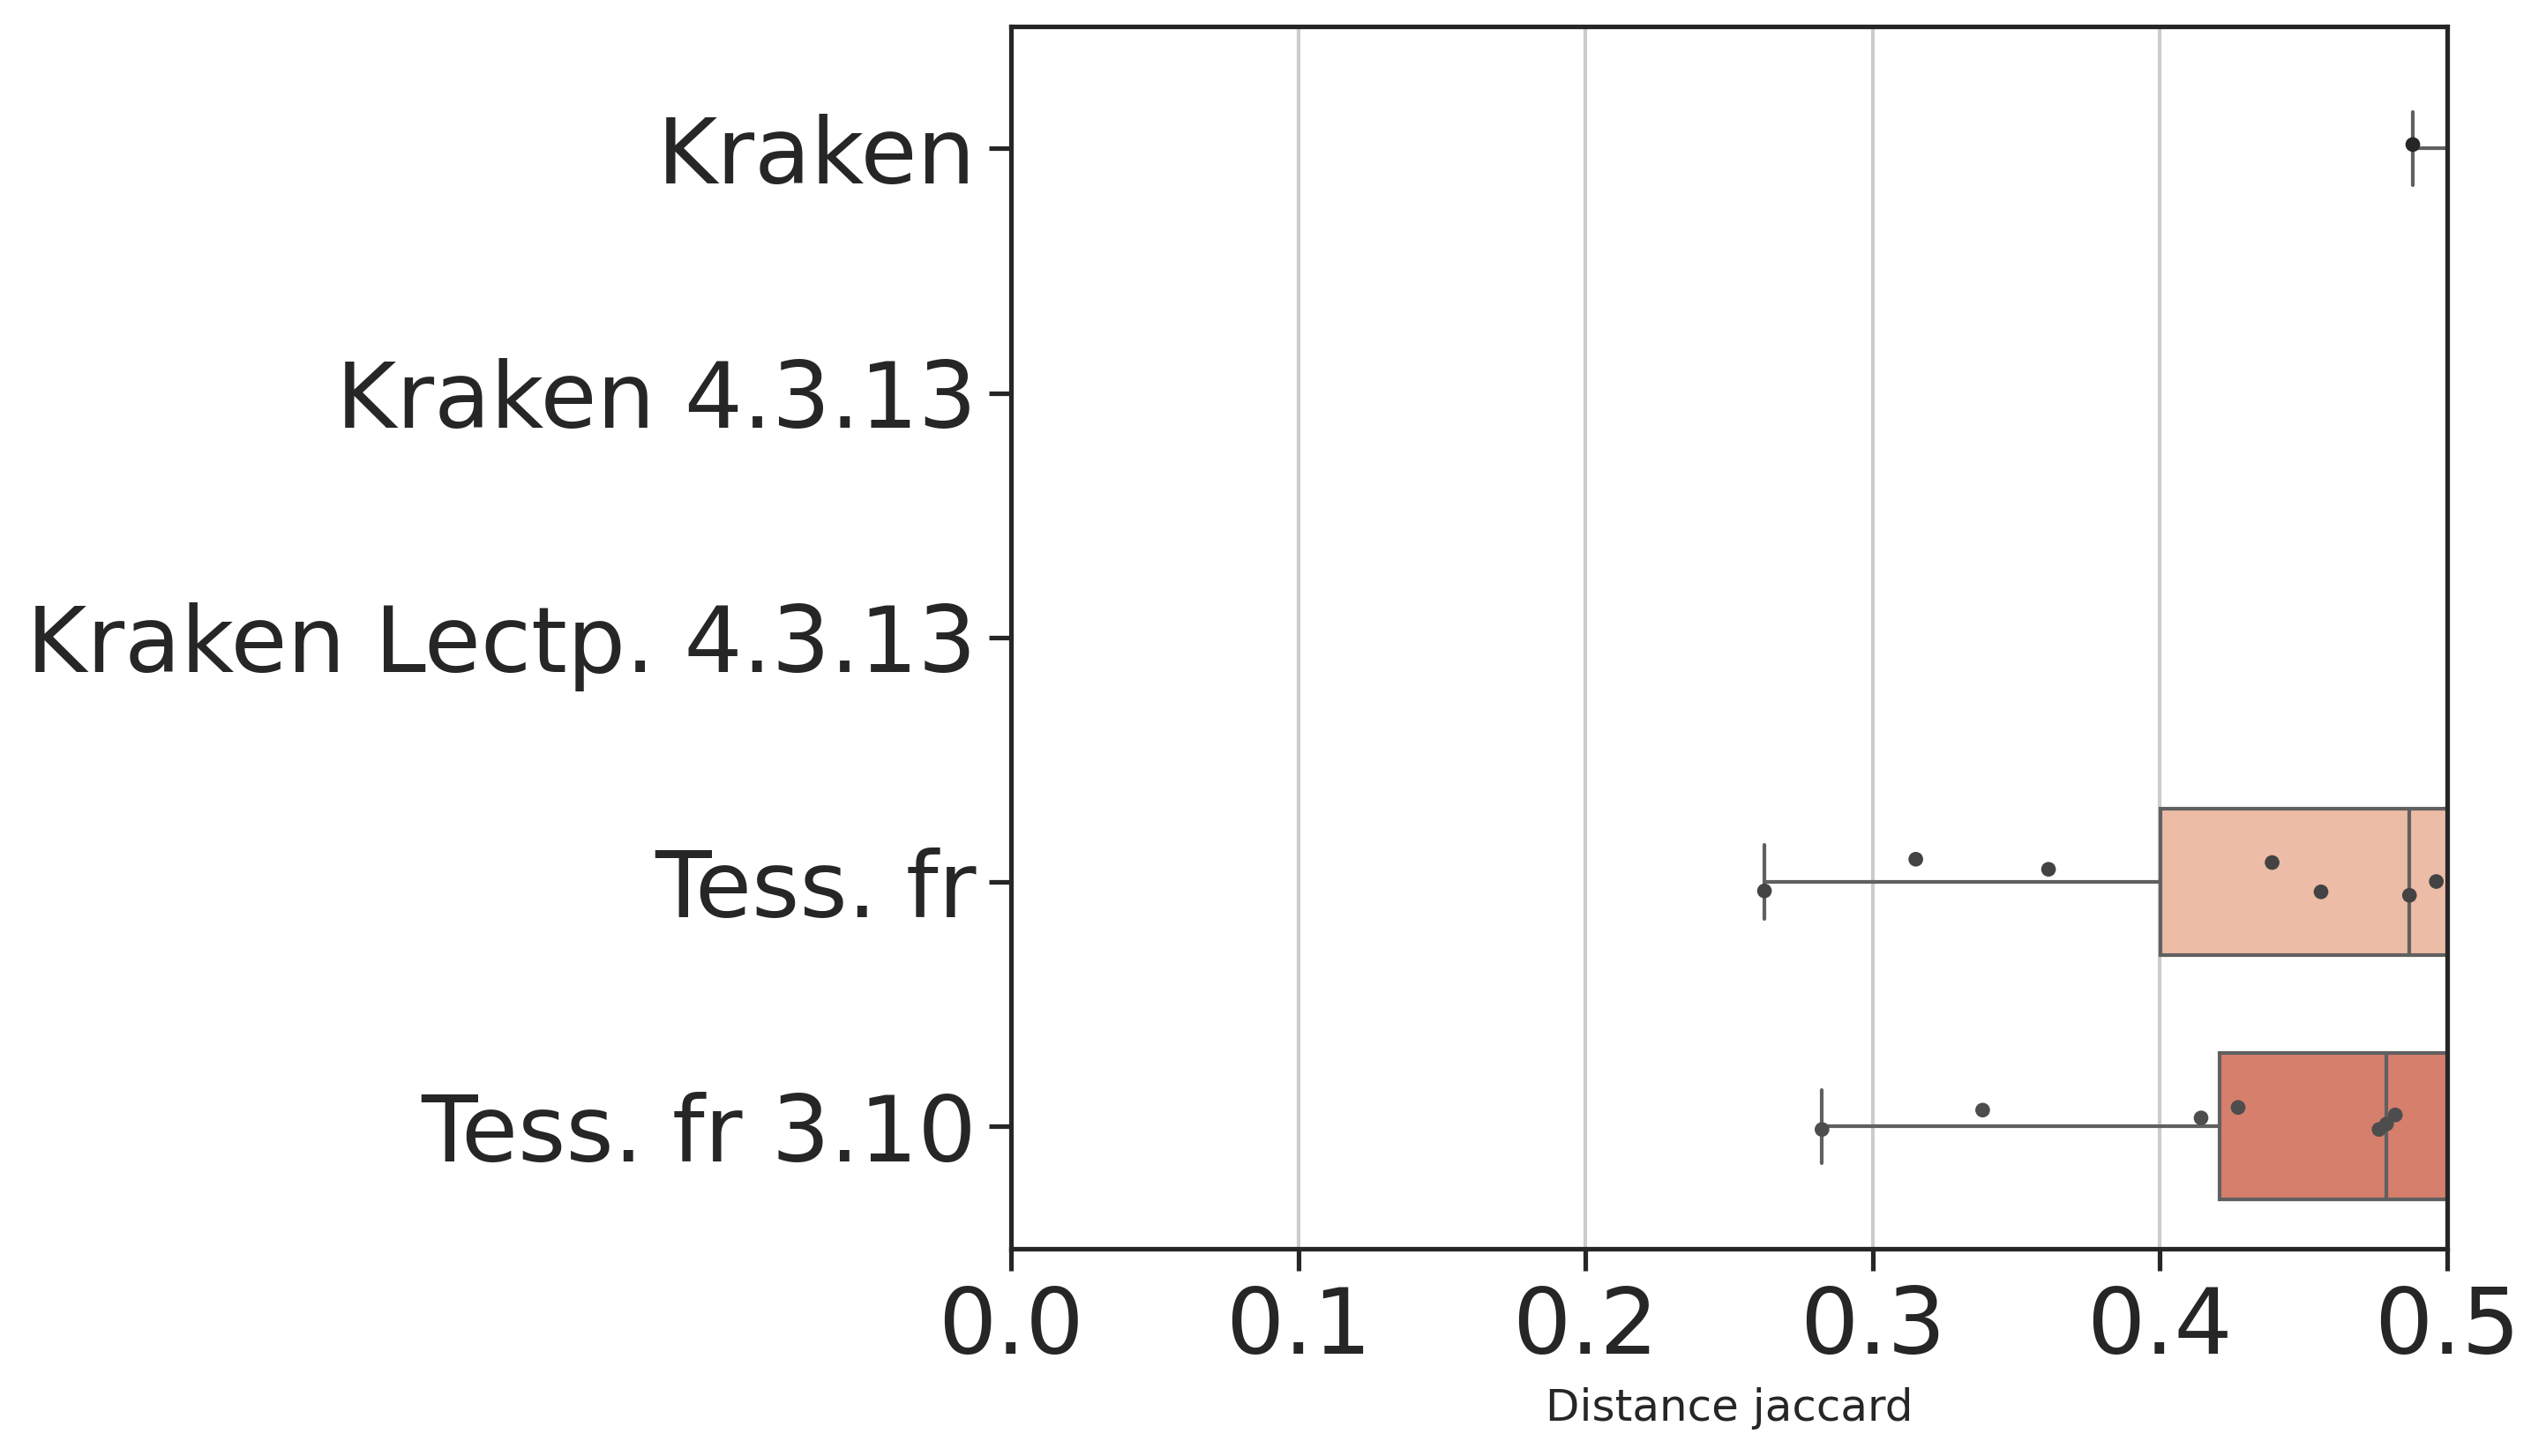 Kraken
Kraken 4.3.13
Kraken Lectp. 4.3.13
Tess. fr
Tess. fr 3.10
0.0 0.1 0.2 0.3 0.4 0.5
Distance jaccard